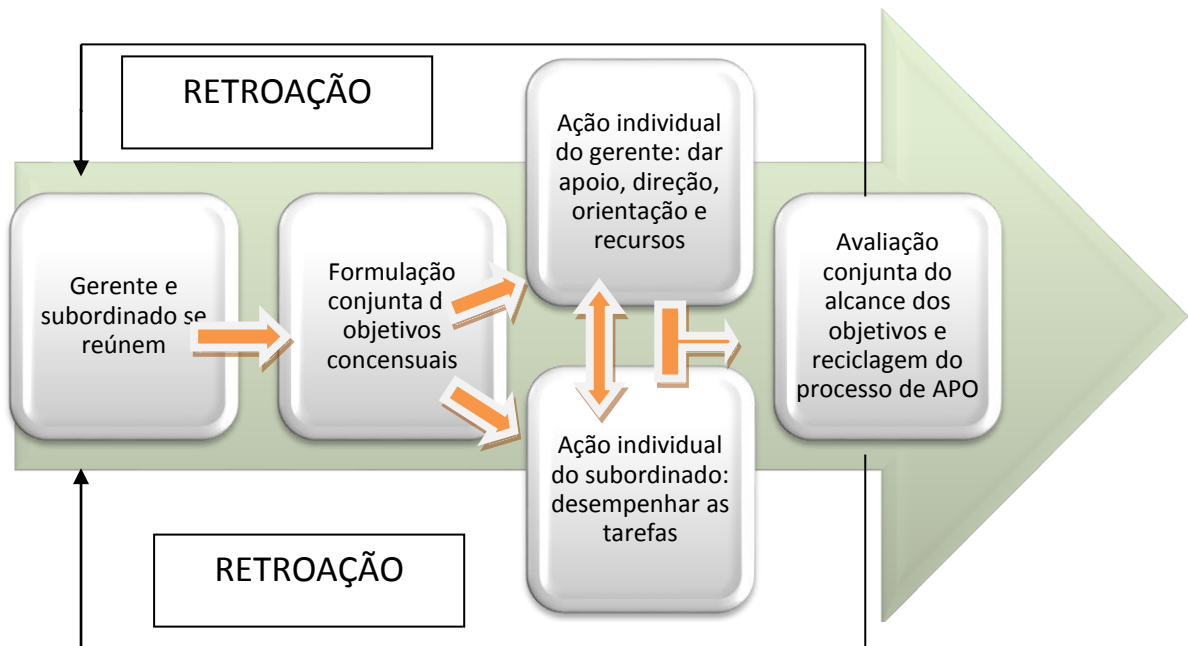 RETROAÇÃO
Gerente e
subordinado se
reúnem
Formulação
conjunta d
objetivos
concensuais
Ação individual
do gerente: dar
apoio, direção,
orientação e
recursos
Ação individual
do subordinado:
desempenhar as
tarefas
Avaliação
conjunta do
alcance dos
objetivos e
reciclagem do
processo de APO
RETROAÇÃO